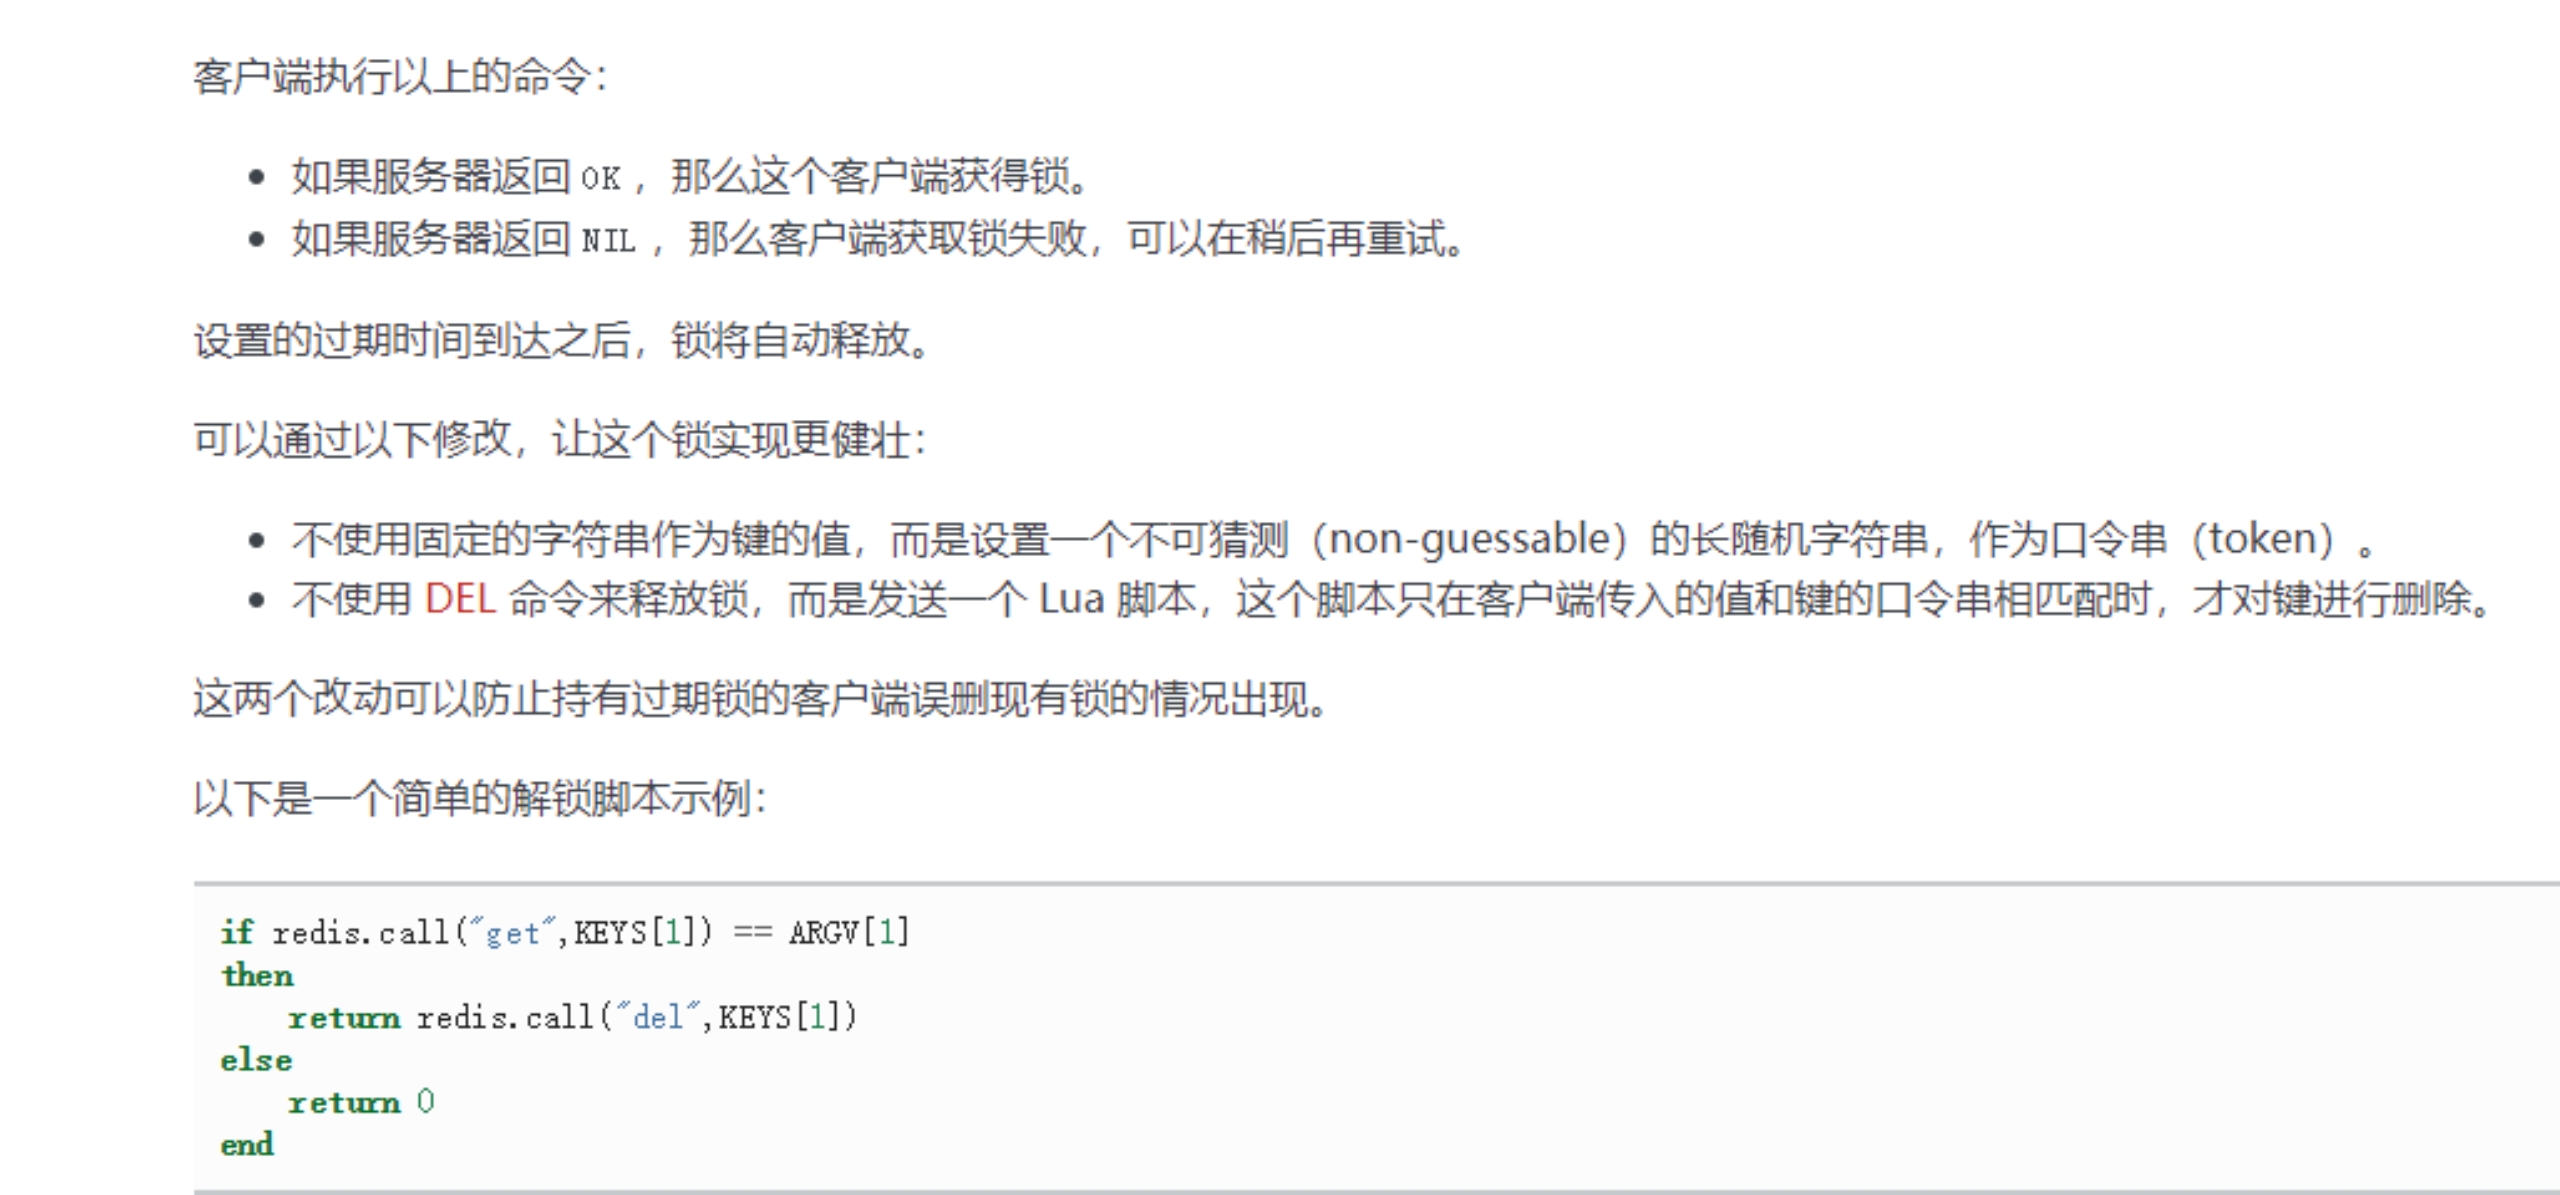 客户端执行以上的命令：
如果服务器返回 OK ，那么这个客户端获得锁。
如果服务器返回 NIL ，那么客户端获取锁失败，可以在稍后再重试。
设置的过期时间到达之后，锁将自动释放。
可以通过以下修改，让这个锁实现更健壮：
不使用固定的字符串作为键的值，而是设置一个不可猜测（non-guessable）的长随机字符串，作为口令串（token）。
不使用 DEL 命令来释放锁，而是发送一个 Lua 脚本，这个脚本只在客户端传入的值和键的口令串相匹配时，才对键进行删除。
这两个改动可以防止持有过期锁的客户端误删现有锁的情况出现。
以下是一个简单的解锁脚本示例：
if redis.call("get",KEYS[1]) == ARGV[1]
then
    return redis.call("del",KEYS[1])
else
    return 0
end